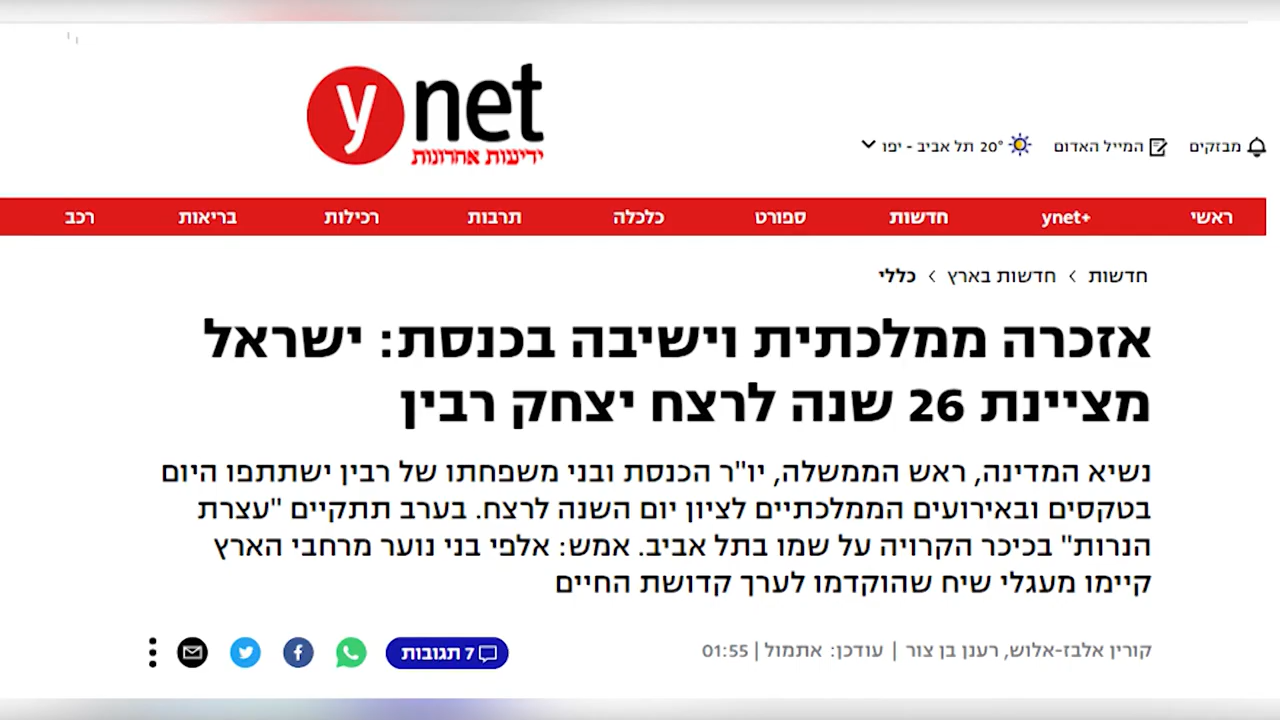 ynet
ידיעות אחרונות
מבזקים המייל האדום 20° תל אביב - יפו
ראשי ynet+ חדשות ספורט כלכלה תרבות רכילות בריאות רכב
חדשות > חדשות בארץ > כללי
אזכרה ממלכתית וישיבה בכנסת: ישראל
מציינת 26 שנה לרצח יצחק רבין
נשיא המדינה, ראש הממשלה, יו"ר הכנסת ובני משפחתו של רבין ישתתפו היום
בטקסים ובאירועים הממלכתיים לציון יום השנה לרצח. בערב תתקיים "עצרת
הנרות" בכיכר הקרויה על שמו בתל אביב. אמש: אלפי בני נוער מרחבי הארץ
קיימו מעגלי שיח שהוקדמו לערך קדושת החיים
קורין אלבז-אלוש, רענן בן צור | עודכן: אתמול | 01:55
7 תגובות